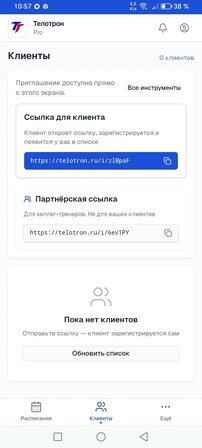 10:57
4,3
К/s
38 %
Телотрон
Pro
Клиенты
0 клиентов
Приглашение доступно прямо
с этого экрана.
Все инструменты
Ссылка для клиента
Клиент откроет ссылку, зарегистрируется и
появится у вас в списке
https://telotron.ru/i/zlBpaF
Партнёрская ссылка
Для коллег-тренеров. Не для ваших клиентов
https://telotron.ru/i/6ev1PY
Пока нет клиентов
Отправьте ссылку — клиент зарегистрируется сам
Обновить список
Расписание
Клиенты
Ещё